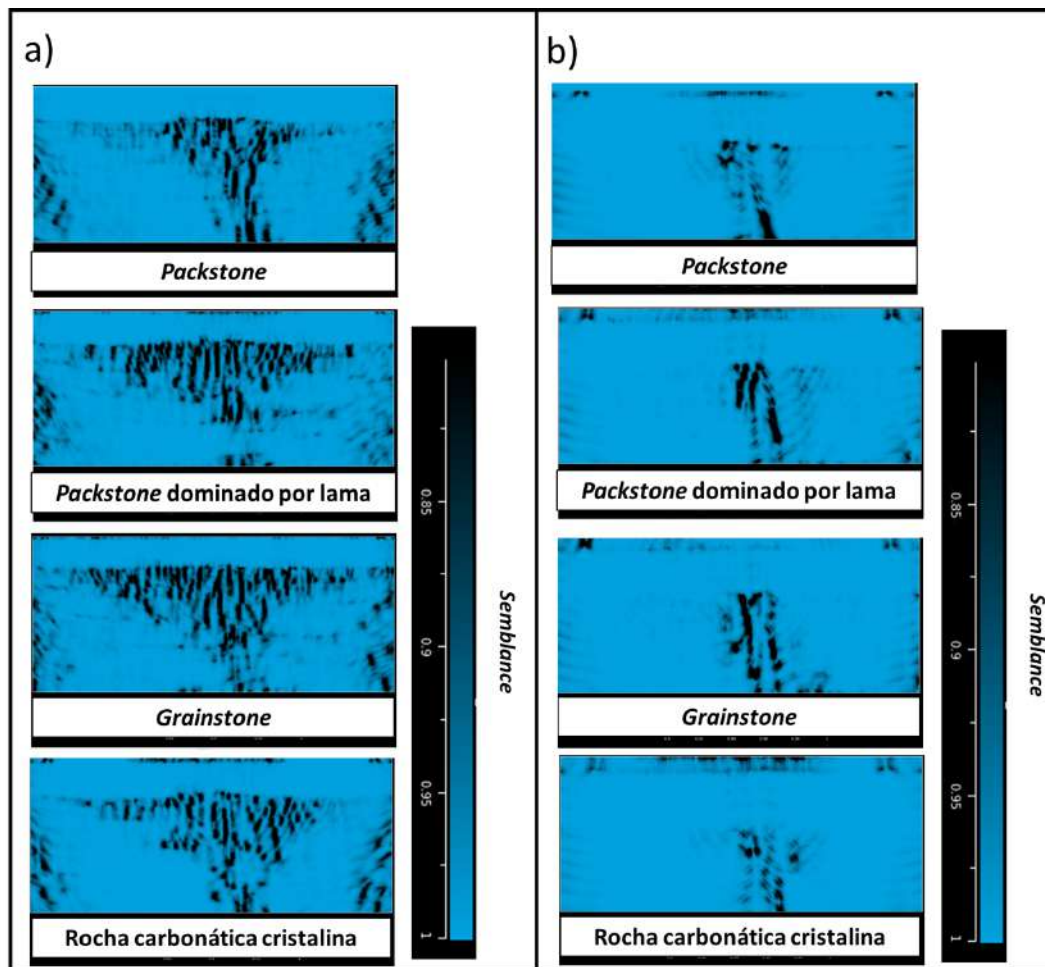 a)
Packstone
Packstone dominado por lama
Grainstone
Rocha carbonática cristalina
0.85
0.9
0.95
1
Semblance
b)
Packstone
Packstone dominado por lama
Grainstone
Rocha carbonática cristalina
0.85
0.9
0.95
1
Semblance